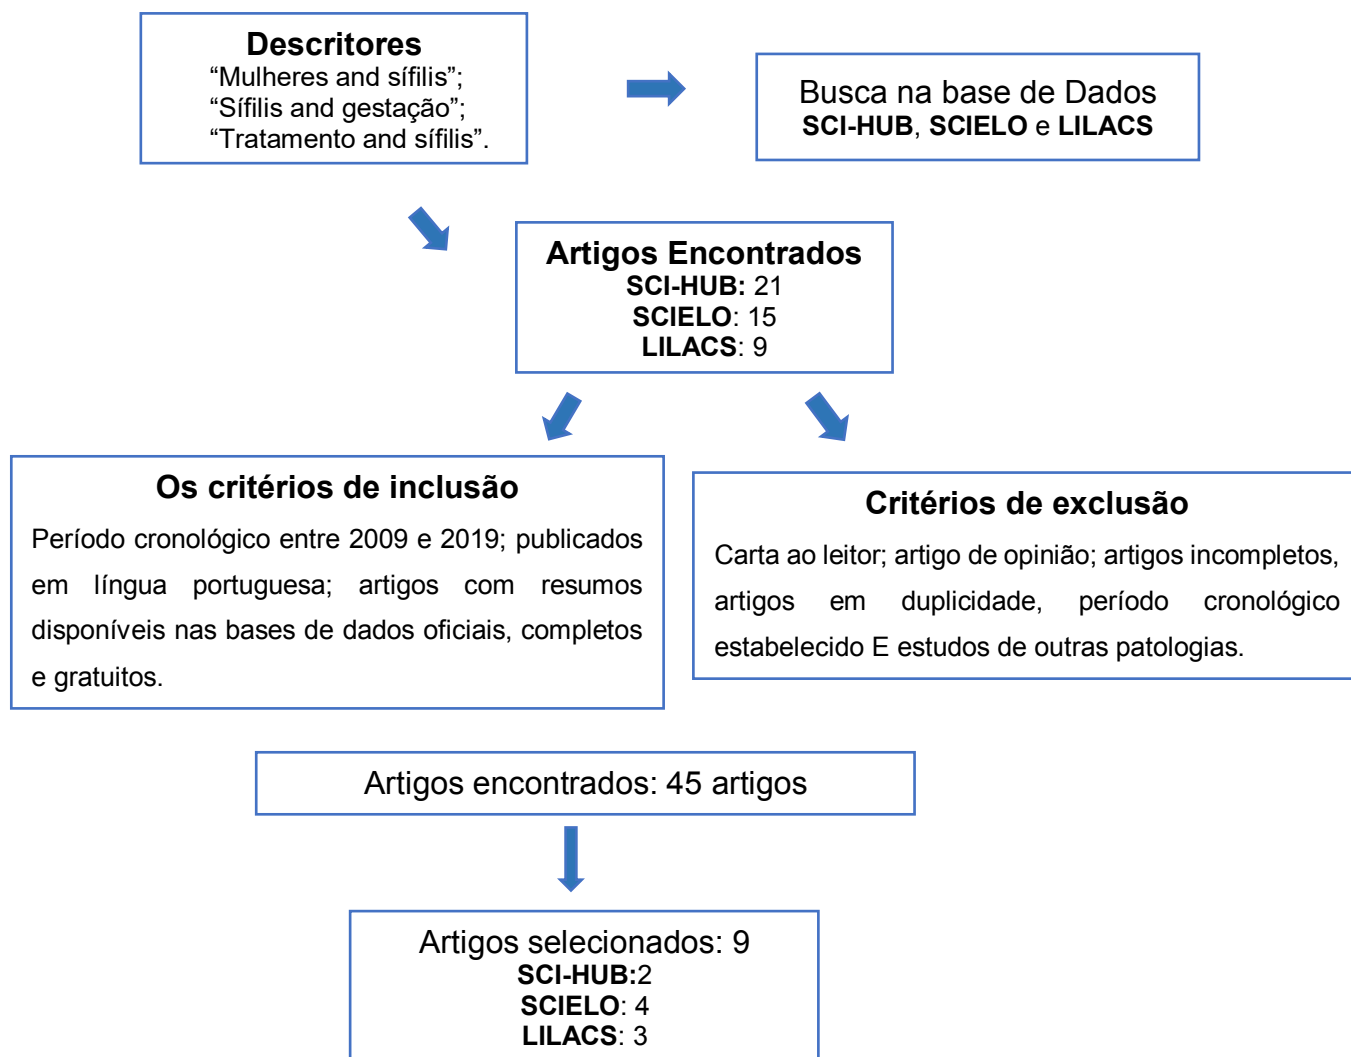 Descritores
“Mulheres and sífilis”;
“Sífilis and gestação”;
“Tratamento and sífilis”.
Busca na base de Dados
SCI-HUB, SCIELO e LILACS
Artigos Encontrados
SCI-HUB: 21
SCIELO: 15
LILACS: 9
Os critérios de inclusão
Período cronológico entre 2009 e 2019; publicados
em língua portuguesa; artigos com resumos
disponíveis nas bases de dados oficiais, completos
e gratuitos.
Critérios de exclusão
Carta ao leitor; artigo de opinião; artigos incompletos,
artigos em duplicidade, período cronológico
estabelecido E estudos de outras patologias.
Artigos encontrados: 45 artigos
Artigos selecionados: 9
SCI-HUB:2
SCIELO: 4
LILACS: 3